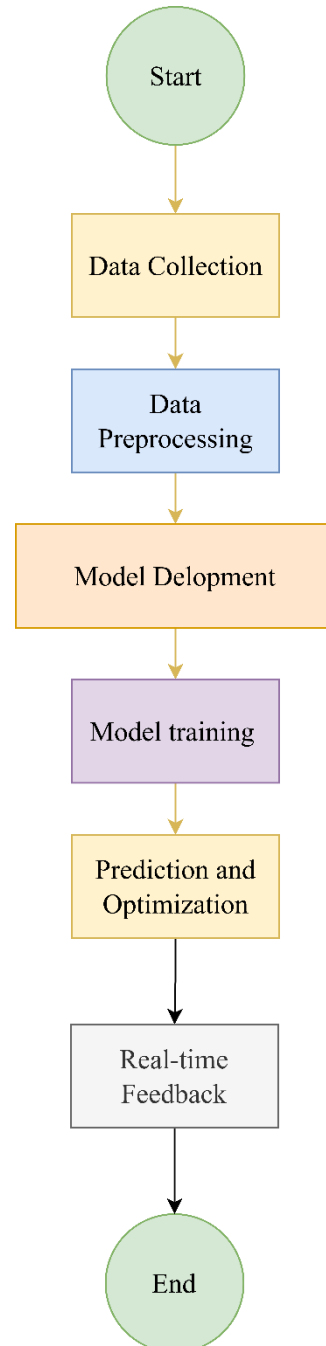 Start
Data Collection
Data
Preprocessing
Model Delopment
Model training
Prediction and
Optimization
Real-time
Feedback
End